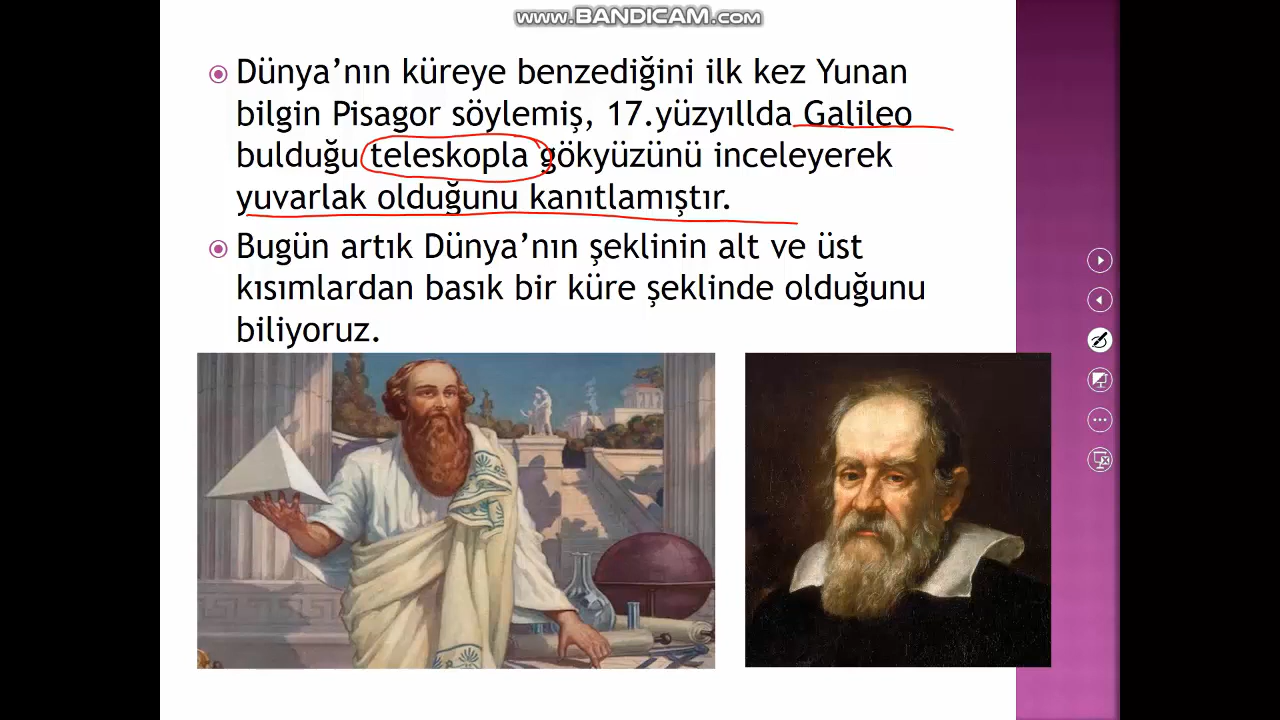 www.BANDICAM.com
Dünya’nın küreye benzediğini ilk kez Yunan
bilgin Pisagor söylemiş, 17.yüzyıllda Galileo
bulduğu teleskopla gökyüzünü inceleyerek
yuvarlak olduğunu kanıtlamıştır.
Bugün artık Dünya’nın şeklinin alt ve üst
kısımlardan basık bir küre şeklinde olduğunu
biliyoruz.